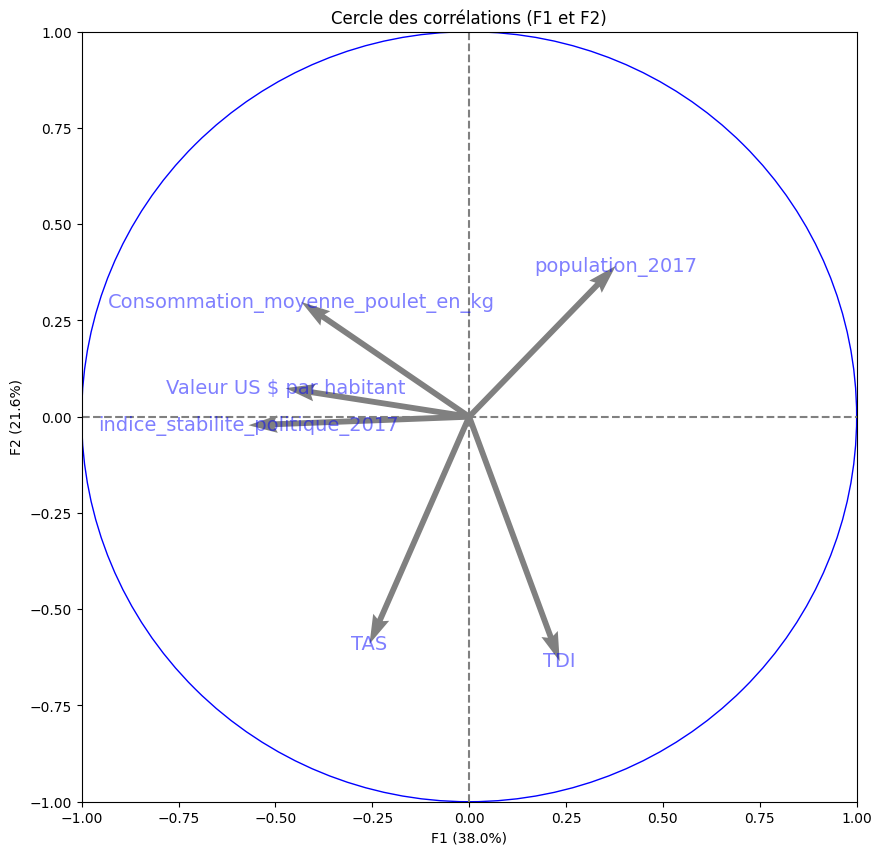 Cercle des corrélations (F1 et F2)
1.00
0.75
0.50
population_2017
Consommation_moyenne_poulet_en_kg
0.25
Valeur US $ par habitant
0.00
indice_stabilite_politique_2017
F2 (21.6%)
−0.25
−0.50
TAS
TDI
−0.75
−1.00
−1.00 −0.75 −0.50 −0.25 0.00 0.25 0.50 0.75 1.00
F1 (38.0%)